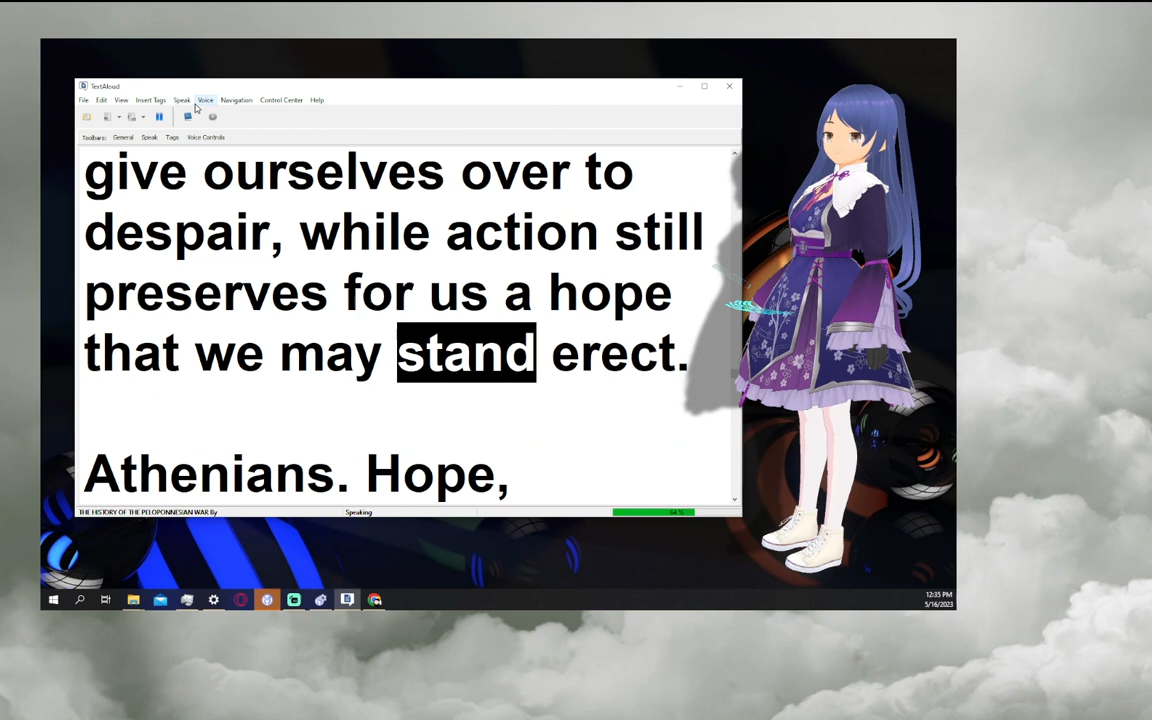 TextAloud
File Edit View Insert Tags Speak Voice Navigation Control Center Help
Toolbars: General Speak Tags Voice Controls
give ourselves over to
despair, while action still
preserves for us a hope
that we may stand erect.
Athenians. Hope,
THE HISTORY OF THE PELOPONNESIAN WAR By Speaking 64 %
12:35 PM
5/16/2023